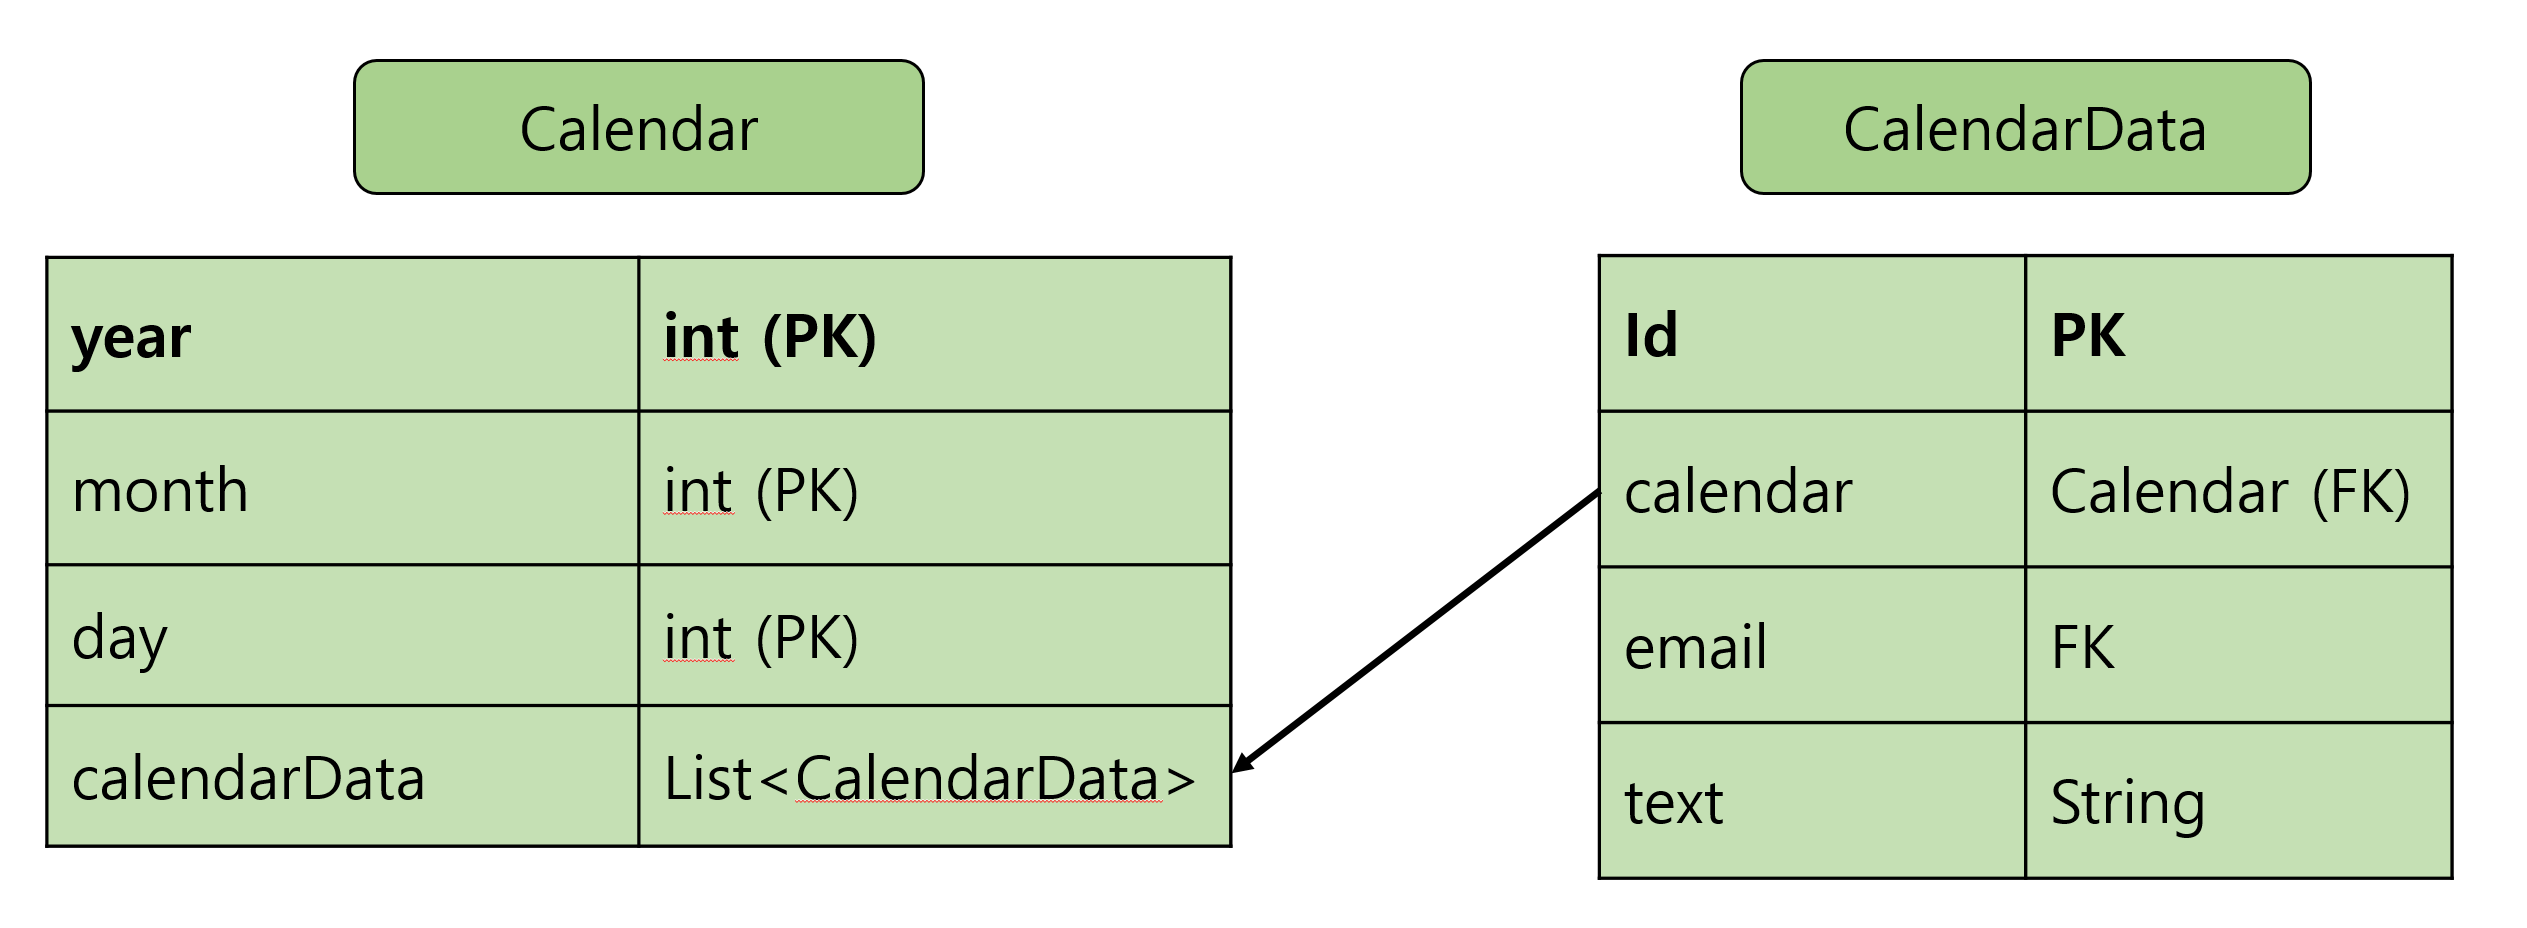 Calendar
year int (PK)
month int (PK)
day int (PK)
calendarData List<CalendarData>
CalendarData
Id PK
calendar Calendar (FK)
email FK
text String